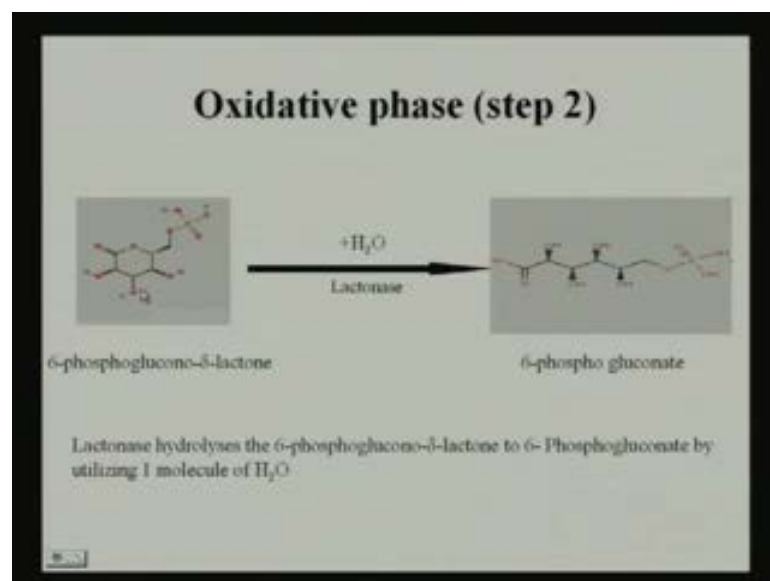 Oxidative phase (step 2)
+H₂O
Lactonase
6-phosphoglucono-δ-lactone
6-phospho gluconate
Lactonase hydrolyses the 6-phosphoglucono-δ-lactone to 6- Phosphogluconate by
utilizing 1 molecule of H₂O